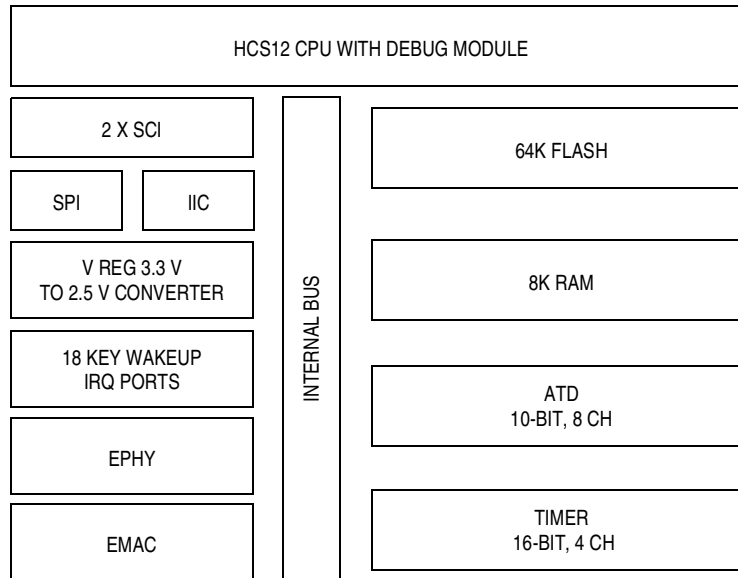 HCS12 CPU WITH DEBUG MODULE
2 X SCI
SPI
IIC
V REG 3.3 V
TO 2.5 V CONVERTER
18 KEY WAKEUP
IRQ PORTS
EPHY
EMAC
INTERNAL BUS
64K FLASH
8K RAM
ATD
10-BIT, 8 CH
TIMER
16-BIT, 4 CH